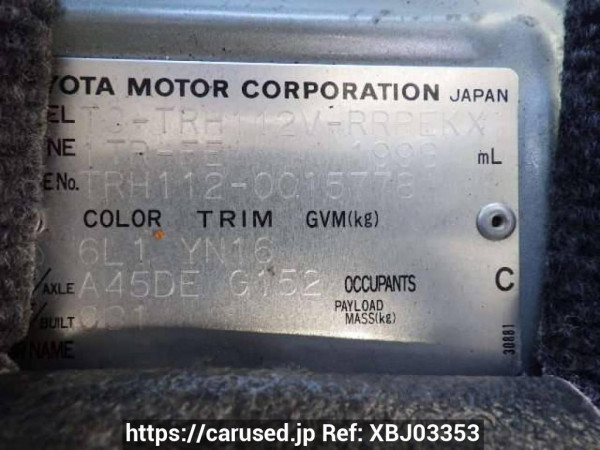 OYOTA MOTOR CORPORATION JAPAN
EL TC-TRH112V-RRPEKX
NE 1TR-FE 1998 mL
E No. TRH112-0015778
COLOR TRIM GVM(kg)
6L1 YN16
/AXLE A45DE G152 OCCUPANTS C
/BUILT PAYLOAD MASS(kg)
NAME
30881
https://carused.jp Ref: XBJ03353